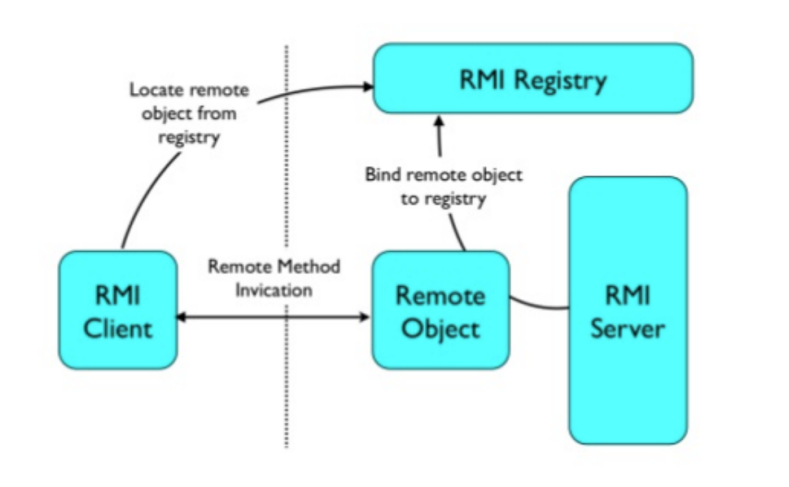 RMI Registry
Locate remote
object from
registry
Bind remote object
to registry
Remote Method
Invication
RMI
Client
Remote
Object
RMI
Server